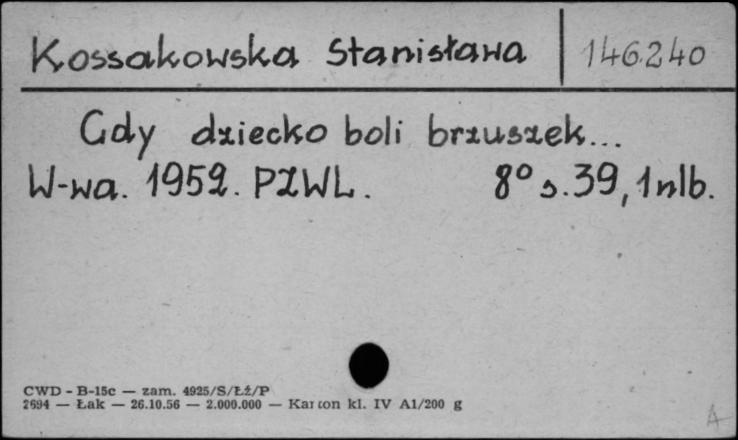 Kossakowska Stanisława 146240
Gdy dziecko boli brzuszek...
W-wa. 1952. PZWL. 8° s. 39, 1 nlb.
CWD - B-15c — zam. 4925/S/Łź/P
2694 — Łak — 26.10.56 — 2.000.000 — Karton kl. IV A1/200 g
A